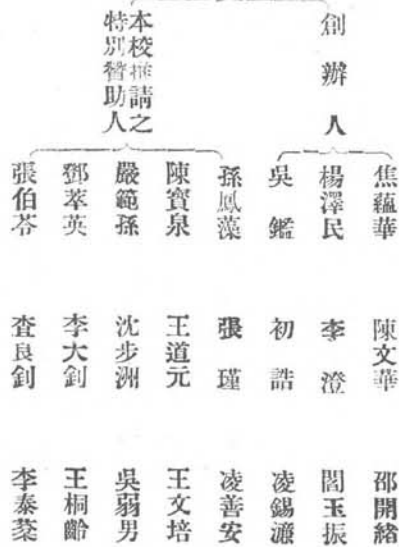 創辦人
焦蘊華 陳文華 邵開緒
楊澤民 李澄 閻玉振
吳鑑 初誥 凌錫濂
本校推請之
特別贊助人
孫鳳藻 張瑾 凌善安
陳寶泉 王道元 王文培
嚴範孫 沈步洲 吳弱男
鄧萃英 李大釗 王桐齡
張伯苓 查良釗 李泰棻